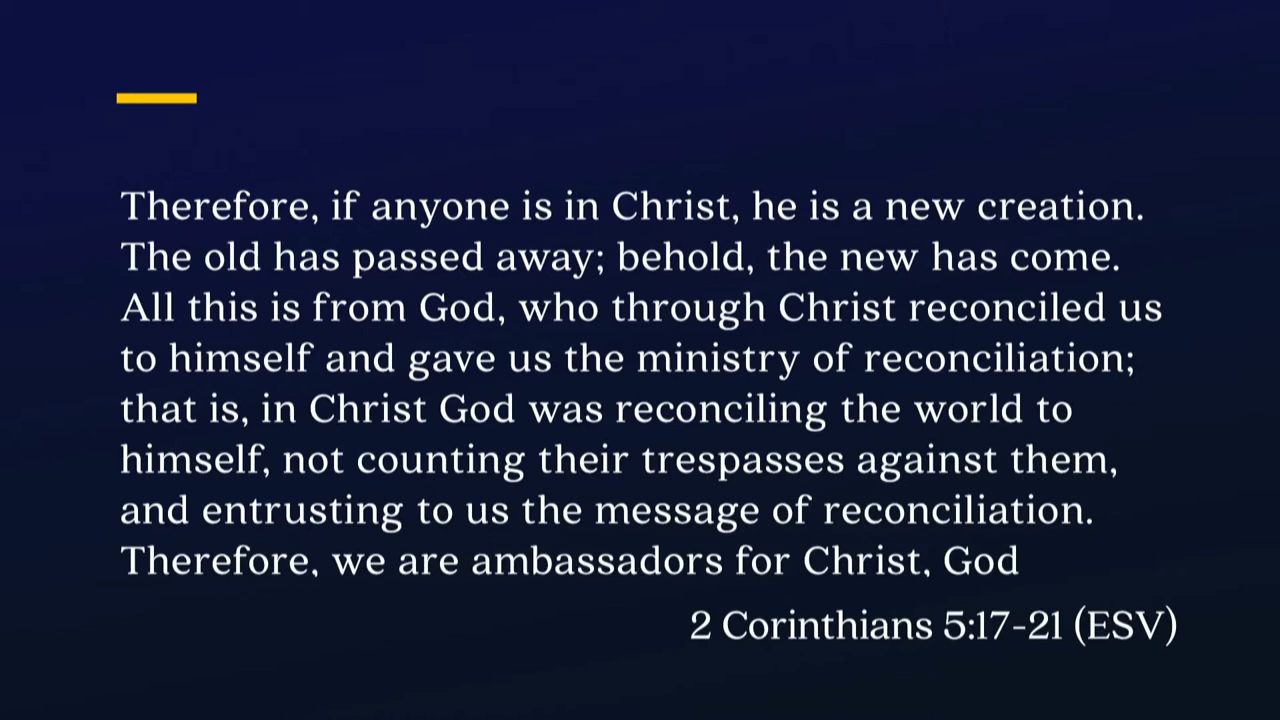 Therefore, if anyone is in Christ, he is a new creation.
The old has passed away; behold, the new has come.
All this is from God, who through Christ reconciled us
to himself and gave us the ministry of reconciliation;
that is, in Christ God was reconciling the world to
himself, not counting their trespasses against them,
and entrusting to us the message of reconciliation.
Therefore, we are ambassadors for Christ, God
2 Corinthians 5:17-21 (ESV)